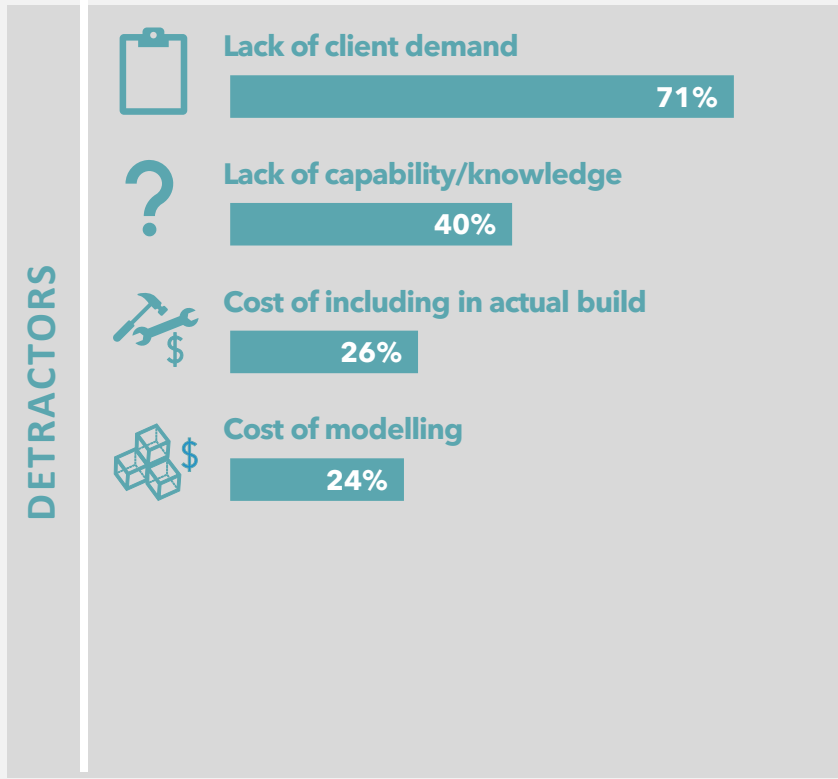 DETRACTORS
Lack of client demand
71%
Lack of capability/knowledge
40%
Cost of including in actual build
26%
$
Cost of modelling
$
24%